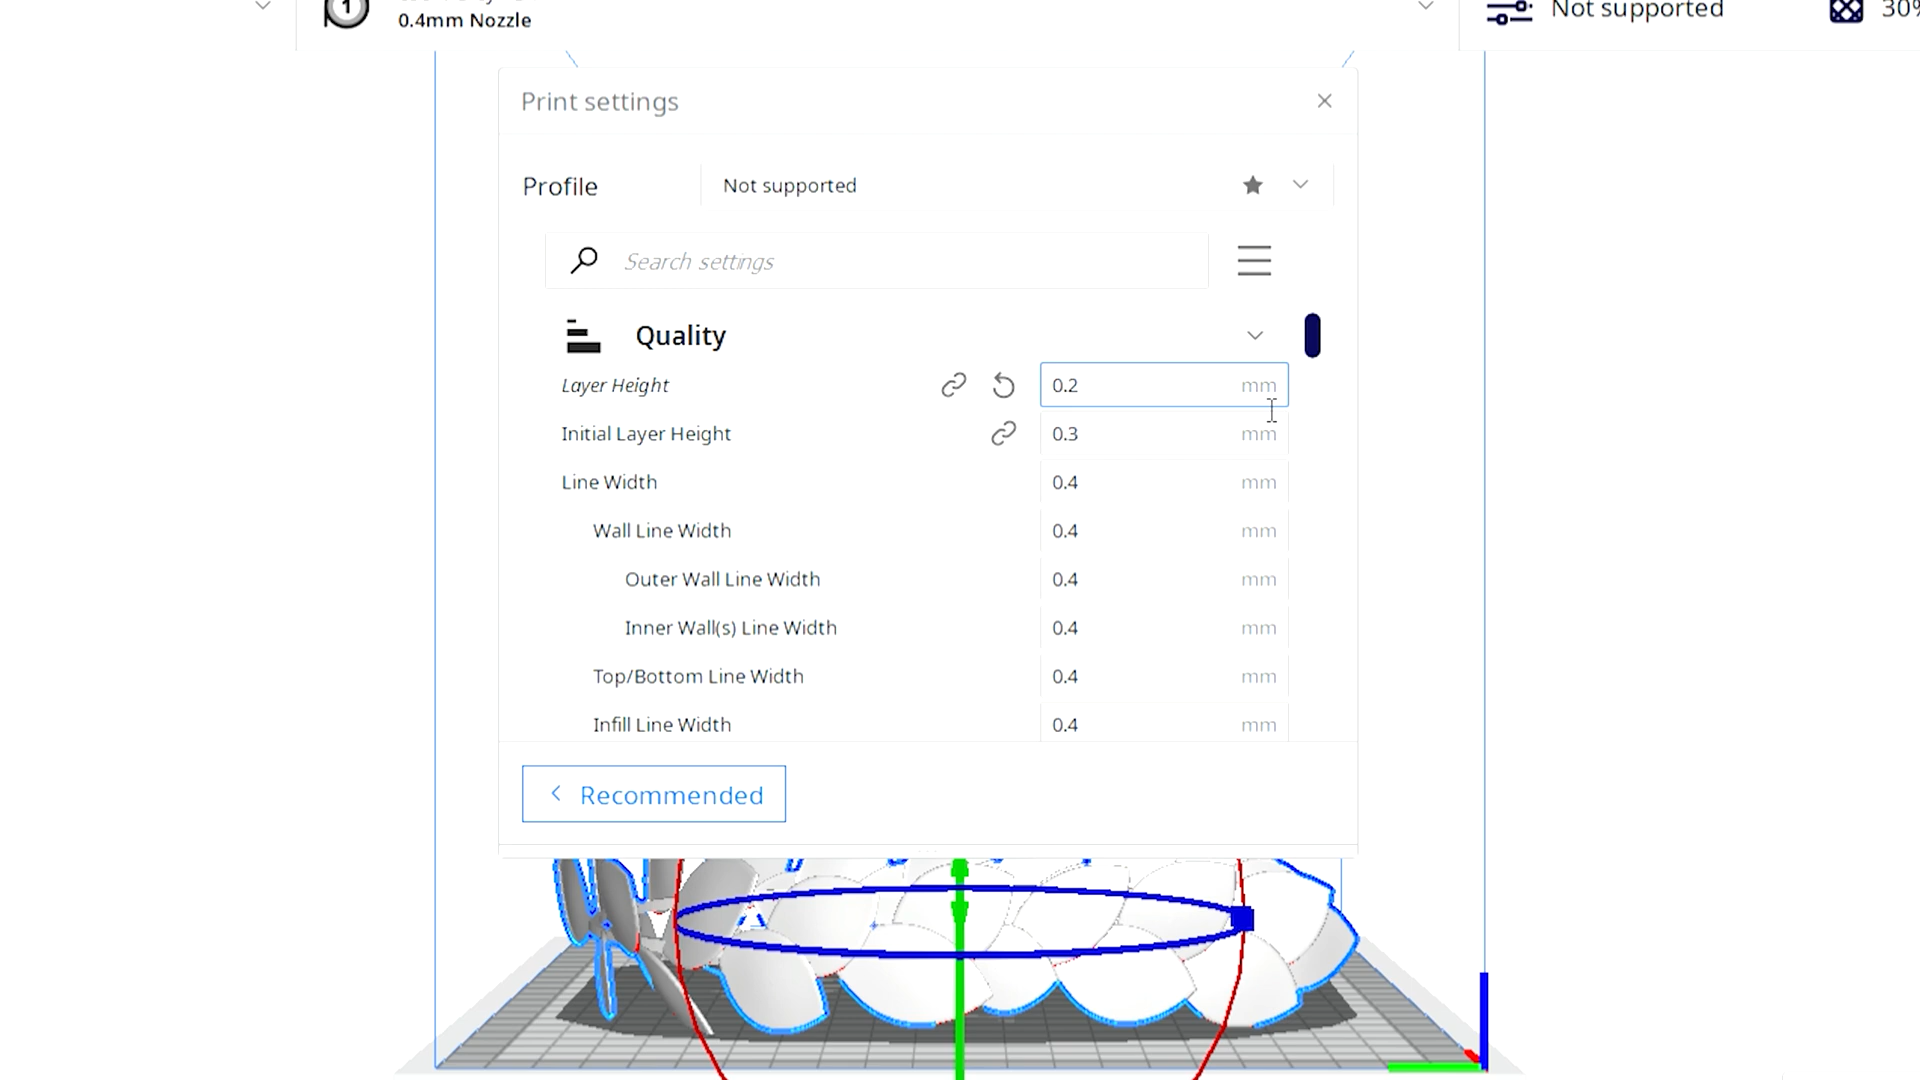 1
0.4mm Nozzle
Not supported
30%
Print settings
Profile
Not supported
Search settings
Quality
Layer Height
0.2 mm
Initial Layer Height
0.3 mm
Line Width
0.4 mm
Wall Line Width
0.4 mm
Outer Wall Line Width
0.4 mm
Inner Wall(s) Line Width
0.4 mm
Top/Bottom Line Width
0.4 mm
Infill Line Width
0.4 mm
Recommended